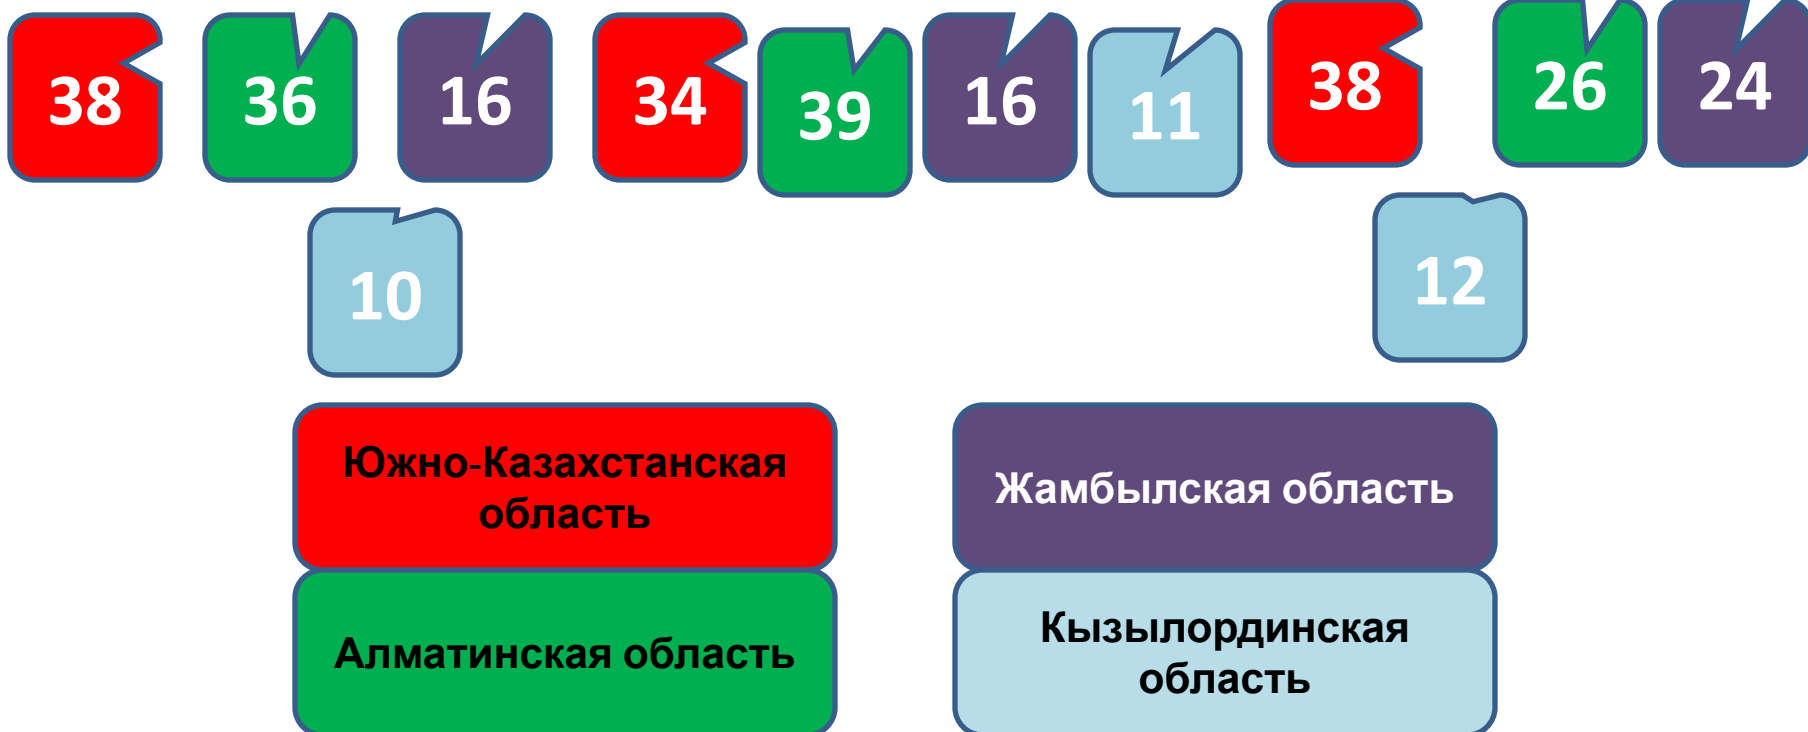 38 36 16 34 39 16 11 38 26 24
10 12
Южно-Казахстанская
область
Жамбылская область
Алматинская область
Кызылординская
область